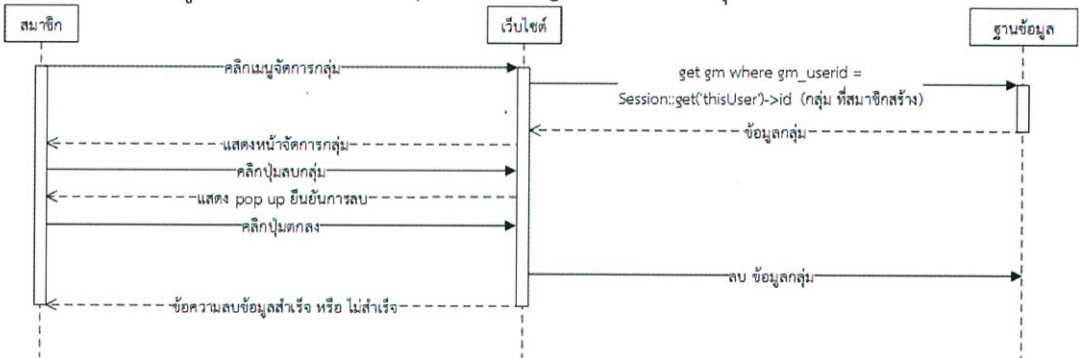 สมาชิก
เว็บไซต์
ฐานข้อมูล
คลิกเมนูจัดการกลุ่ม
get gm where gm_userid =
Session::get('thisUser')->id (กลุ่ม ที่สมาชิกสร้าง)
ข้อมูลกลุ่ม
แสดงหน้าจัดการกลุ่ม
คลิกปุ่มลบกลุ่ม
แสดง pop up ยืนยันการลบ
คลิกปุ่มตกลง
ลบ ข้อมูลกลุ่ม
ข้อความลบข้อมูลสำเร็จ หรือ ไม่สำเร็จ